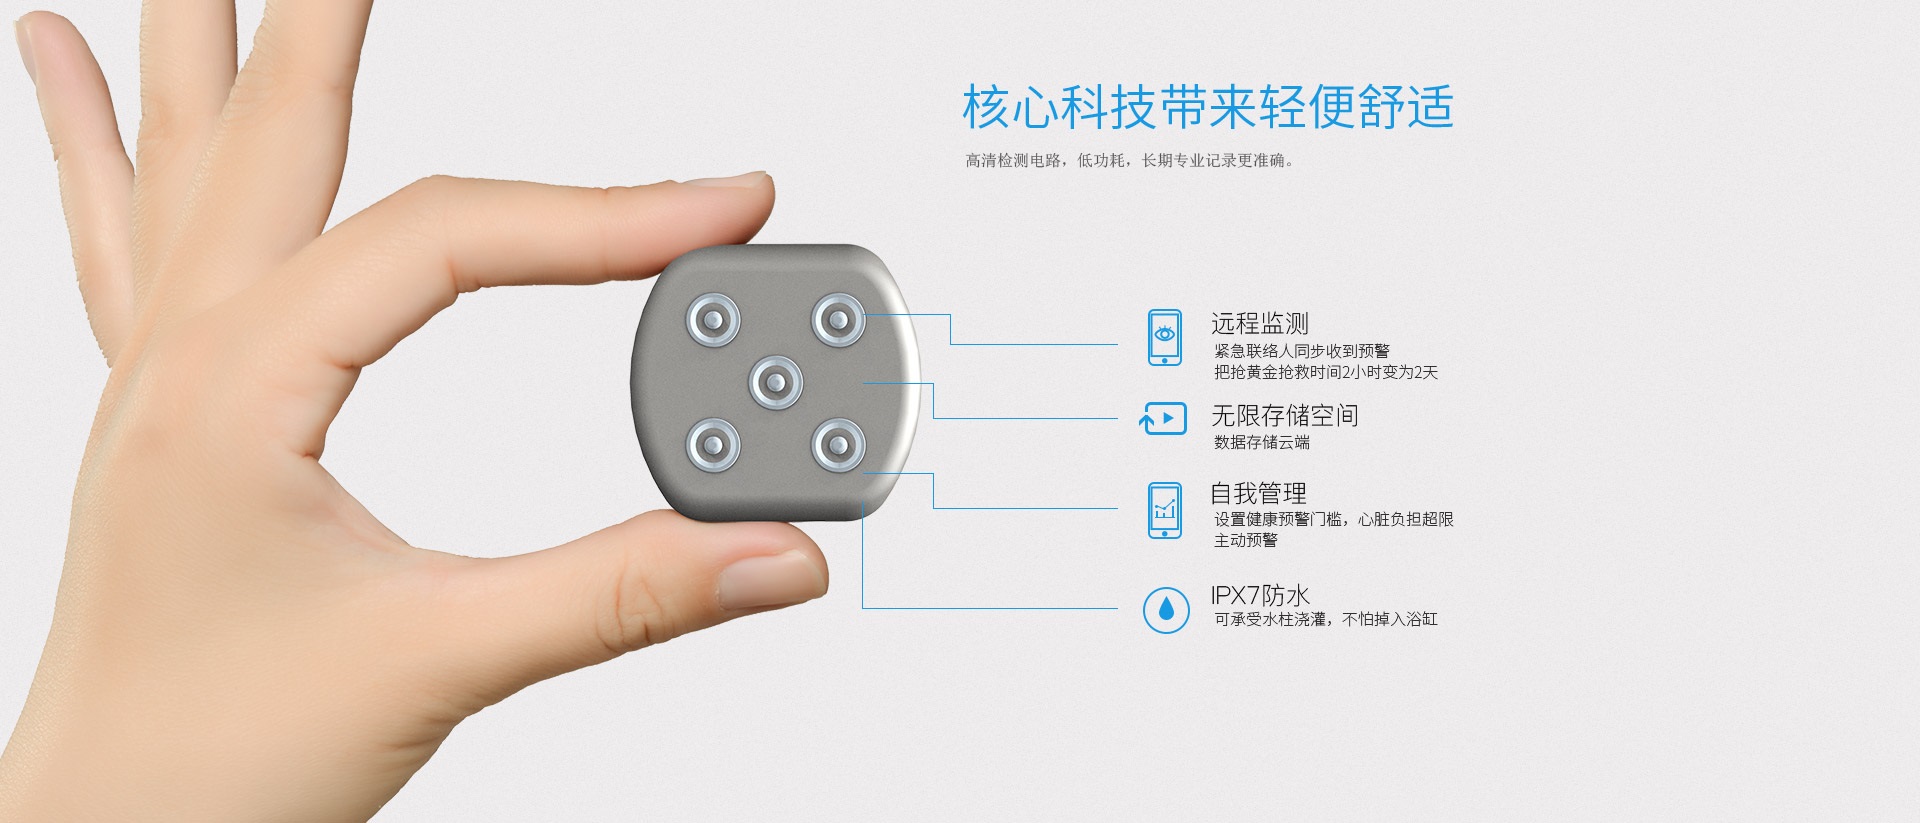 核心科技带来轻便舒适
高清检测电路，低功耗，长期专业记录更准确。
远程监测
紧急联络人同步收到预警
把抢黄金抢救时间2小时变为2天
无限存储空间
数据存储云端
自我管理
设置健康预警门槛，心脏负担超限
主动预警
IPX7防水
可承受水柱浇灌，不怕掉入浴缸